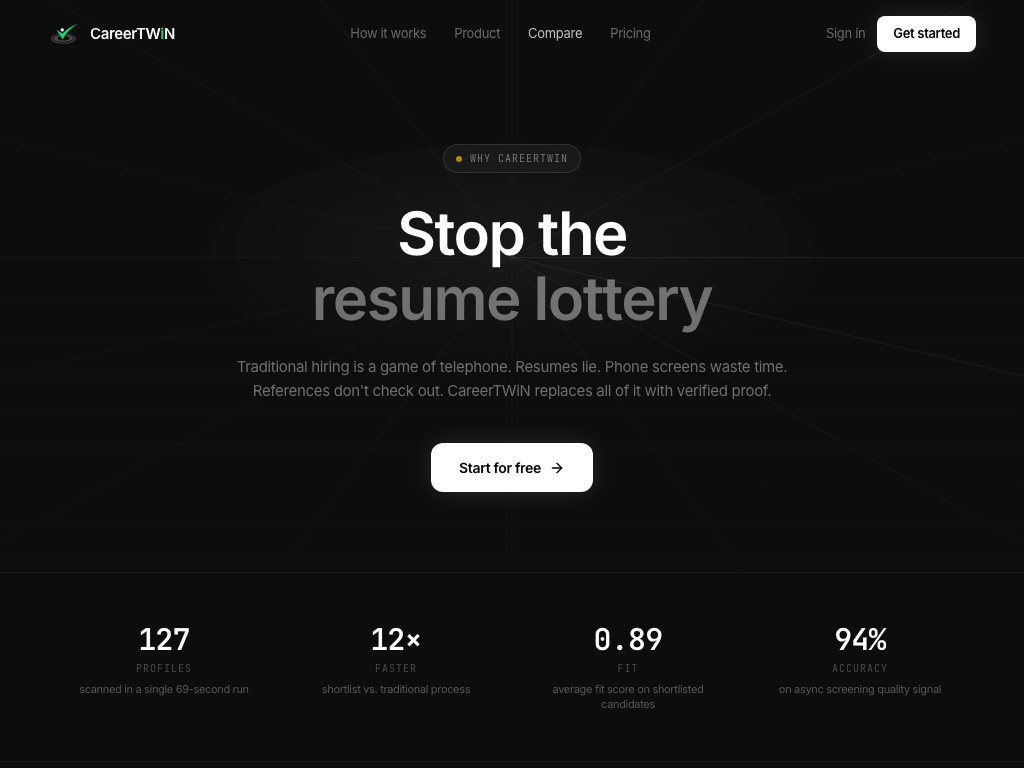 CareerTWiN
How it works
Product
Compare
Pricing
Sign in
Get started
WHY CAREERTWIN
Stop the
resume lottery
Traditional hiring is a game of telephone. Resumes lie. Phone screens waste time.
References don't check out. CareerTWiN replaces all of it with verified proof.
Start for free →
127
PROFILES
scanned in a single 69-second run
12×
FASTER
shortlist vs. traditional process
0.89
FIT
average fit score on shortlisted
candidates
94%
ACCURACY
on async screening quality signal